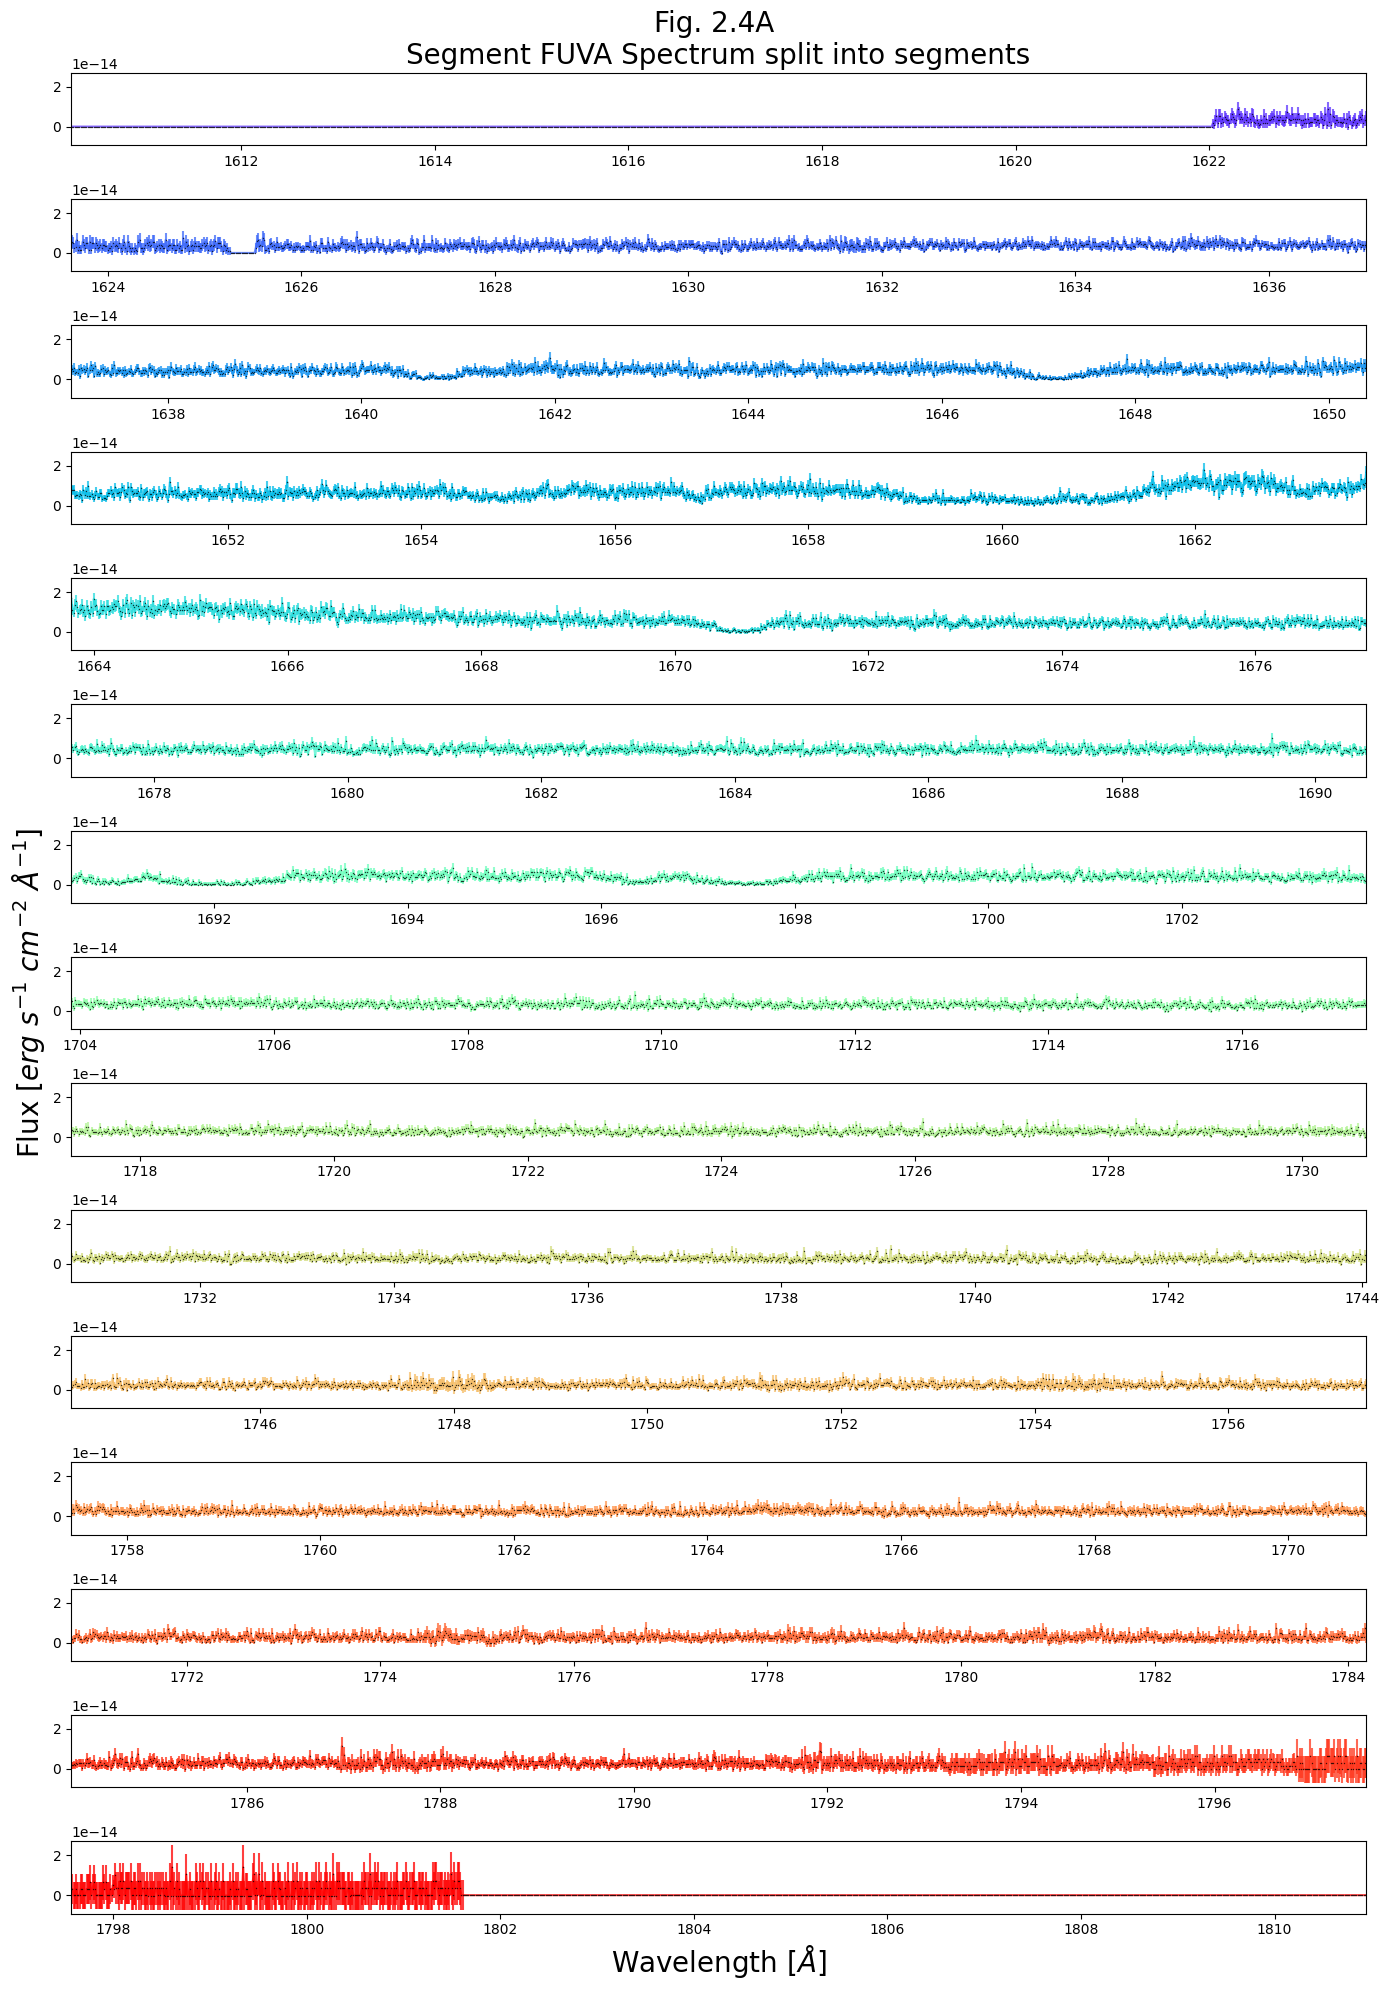 Fig. 2.4A
Segment FUVA Spectrum split into segments
1e−14
2
0
1612 1614 1616 1618 1620 1622
1e−14
2
0
1624 1626 1628 1630 1632 1634 1636
1e−14
2
0
1638 1640 1642 1644 1646 1648 1650
1e−14
2
0
1652 1654 1656 1658 1660 1662
1e−14
2
0
1664 1666 1668 1670 1672 1674 1676
1e−14
2
0
1678 1680 1682 1684 1686 1688 1690
1e−14
2
0
1692 1694 1696 1698 1700 1702
1e−14
2
0
1704 1706 1708 1710 1712 1714 1716
1e−14
2
0
1718 1720 1722 1724 1726 1728 1730
1e−14
2
0
1732 1734 1736 1738 1740 1742 1744
1e−14
2
0
1746 1748 1750 1752 1754 1756
1e−14
2
0
1758 1760 1762 1764 1766 1768 1770
1e−14
2
0
1772 1774 1776 1778 1780 1782 1784
1e−14
2
0
1786 1788 1790 1792 1794 1796
1e−14
2
0
1798 1800 1802 1804 1806 1808 1810
Flux [erg s⁻¹ cm⁻² Å⁻¹]
Wavelength [Å]